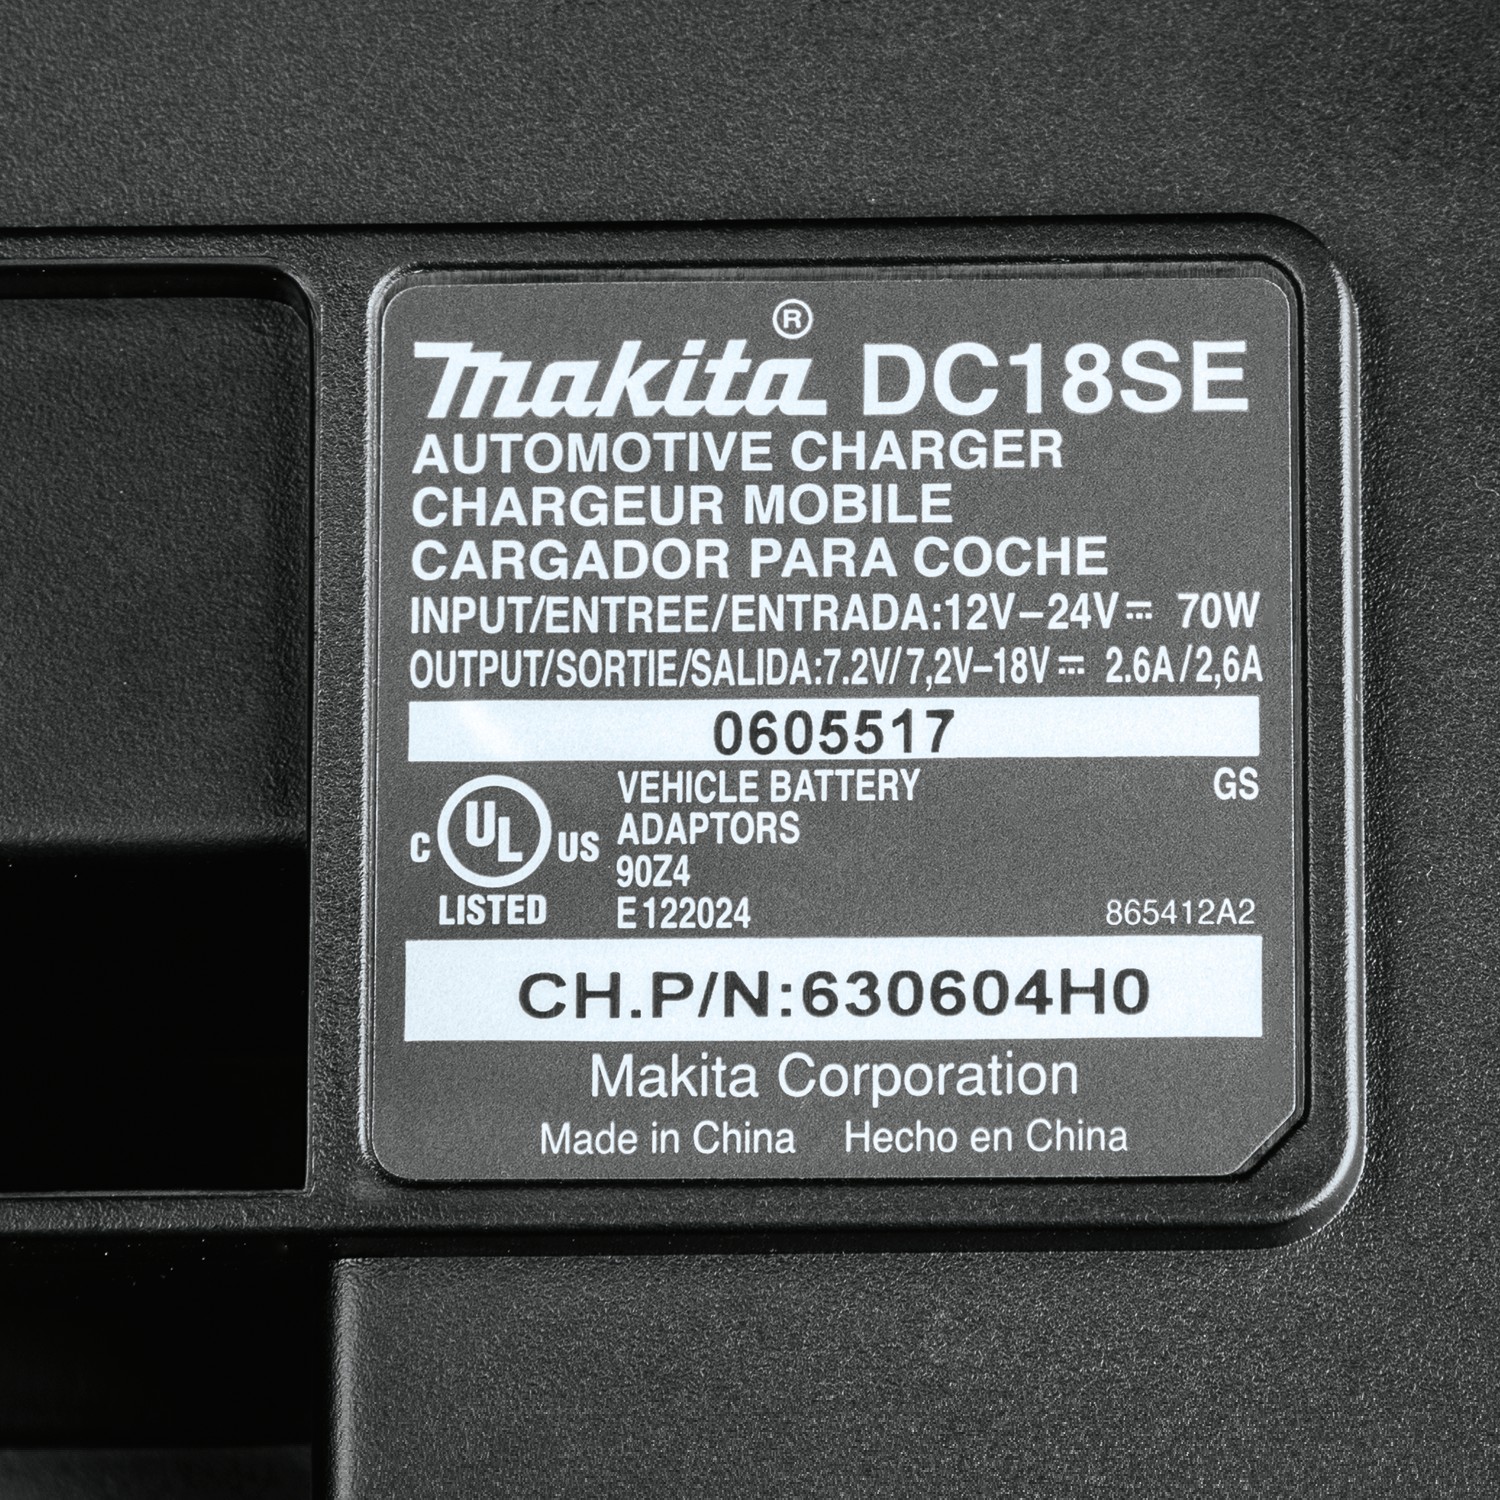 makita® DC18SE
AUTOMOTIVE CHARGER
CHARGEUR MOBILE
CARGADOR PARA COCHE
INPUT/ENTREE/ENTRADA:12V–24V⎓ 70W
OUTPUT/SORTIE/SALIDA:7.2V/7,2V–18V⎓ 2.6A/2,6A
0605517
C UL US LISTED
VEHICLE BATTERY
ADAPTORS
90Z4
E122024
GS
865412A2
CH.P/N:630604H0
Makita Corporation
Made in China Hecho en China